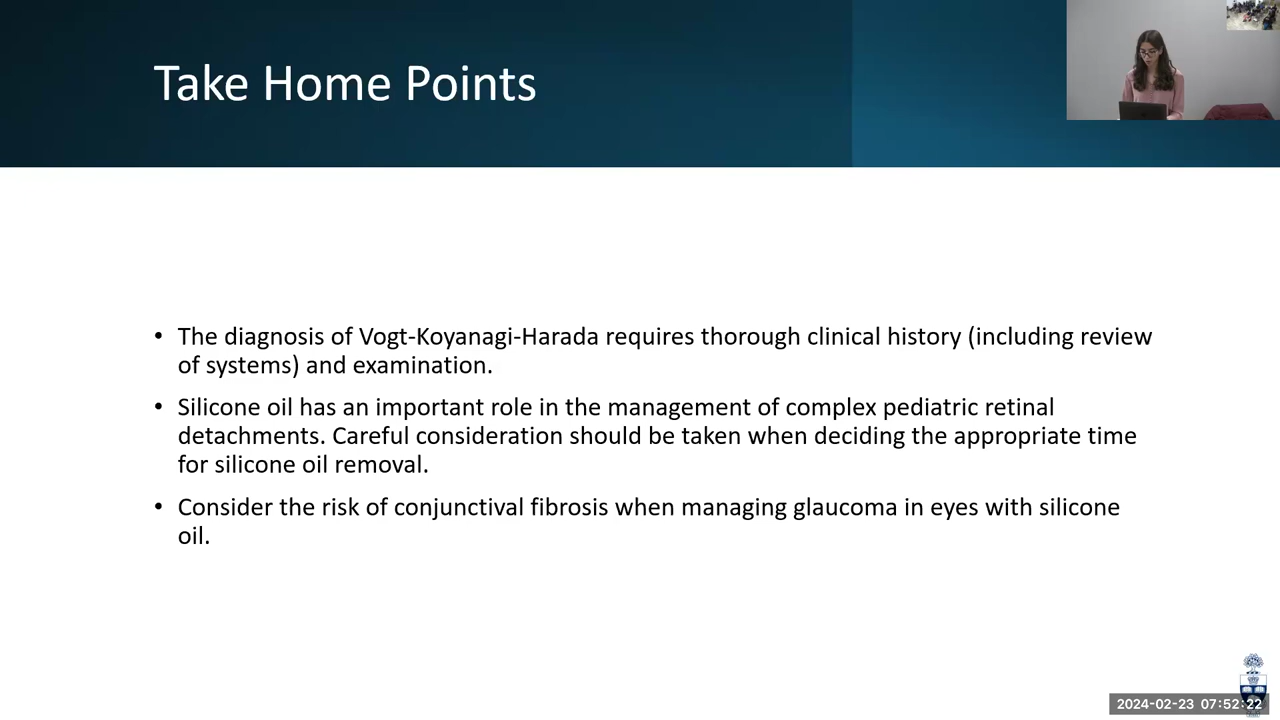 Take Home Points
• The diagnosis of Vogt-Koyanagi-Harada requires thorough clinical history (including review
of systems) and examination.
• Silicone oil has an important role in the management of complex pediatric retinal
detachments. Careful consideration should be taken when deciding the appropriate time
for silicone oil removal.
• Consider the risk of conjunctival fibrosis when managing glaucoma in eyes with silicone
oil.
2024-02-23 07:52:22